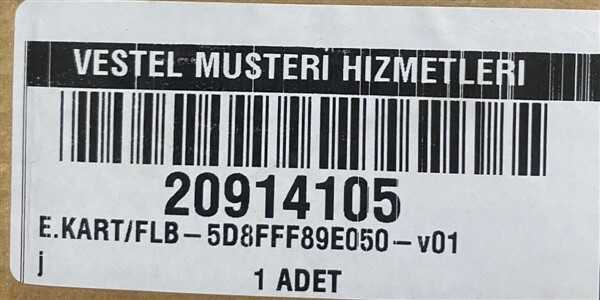 VESTEL MUSTERİ HIZMETLERI
20914105
E.KART/FLB-5D8FFF89E050-v01
j
1 ADET